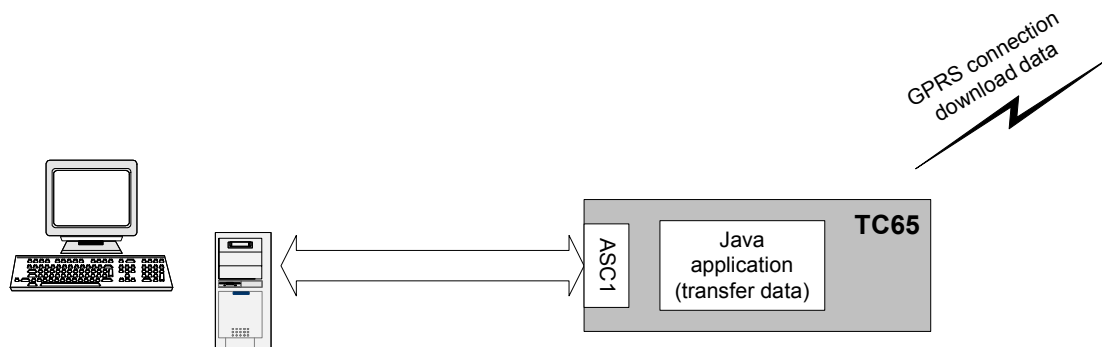 GPRS connection
download data
TC65
ASC1
Java
application
(transfer data)